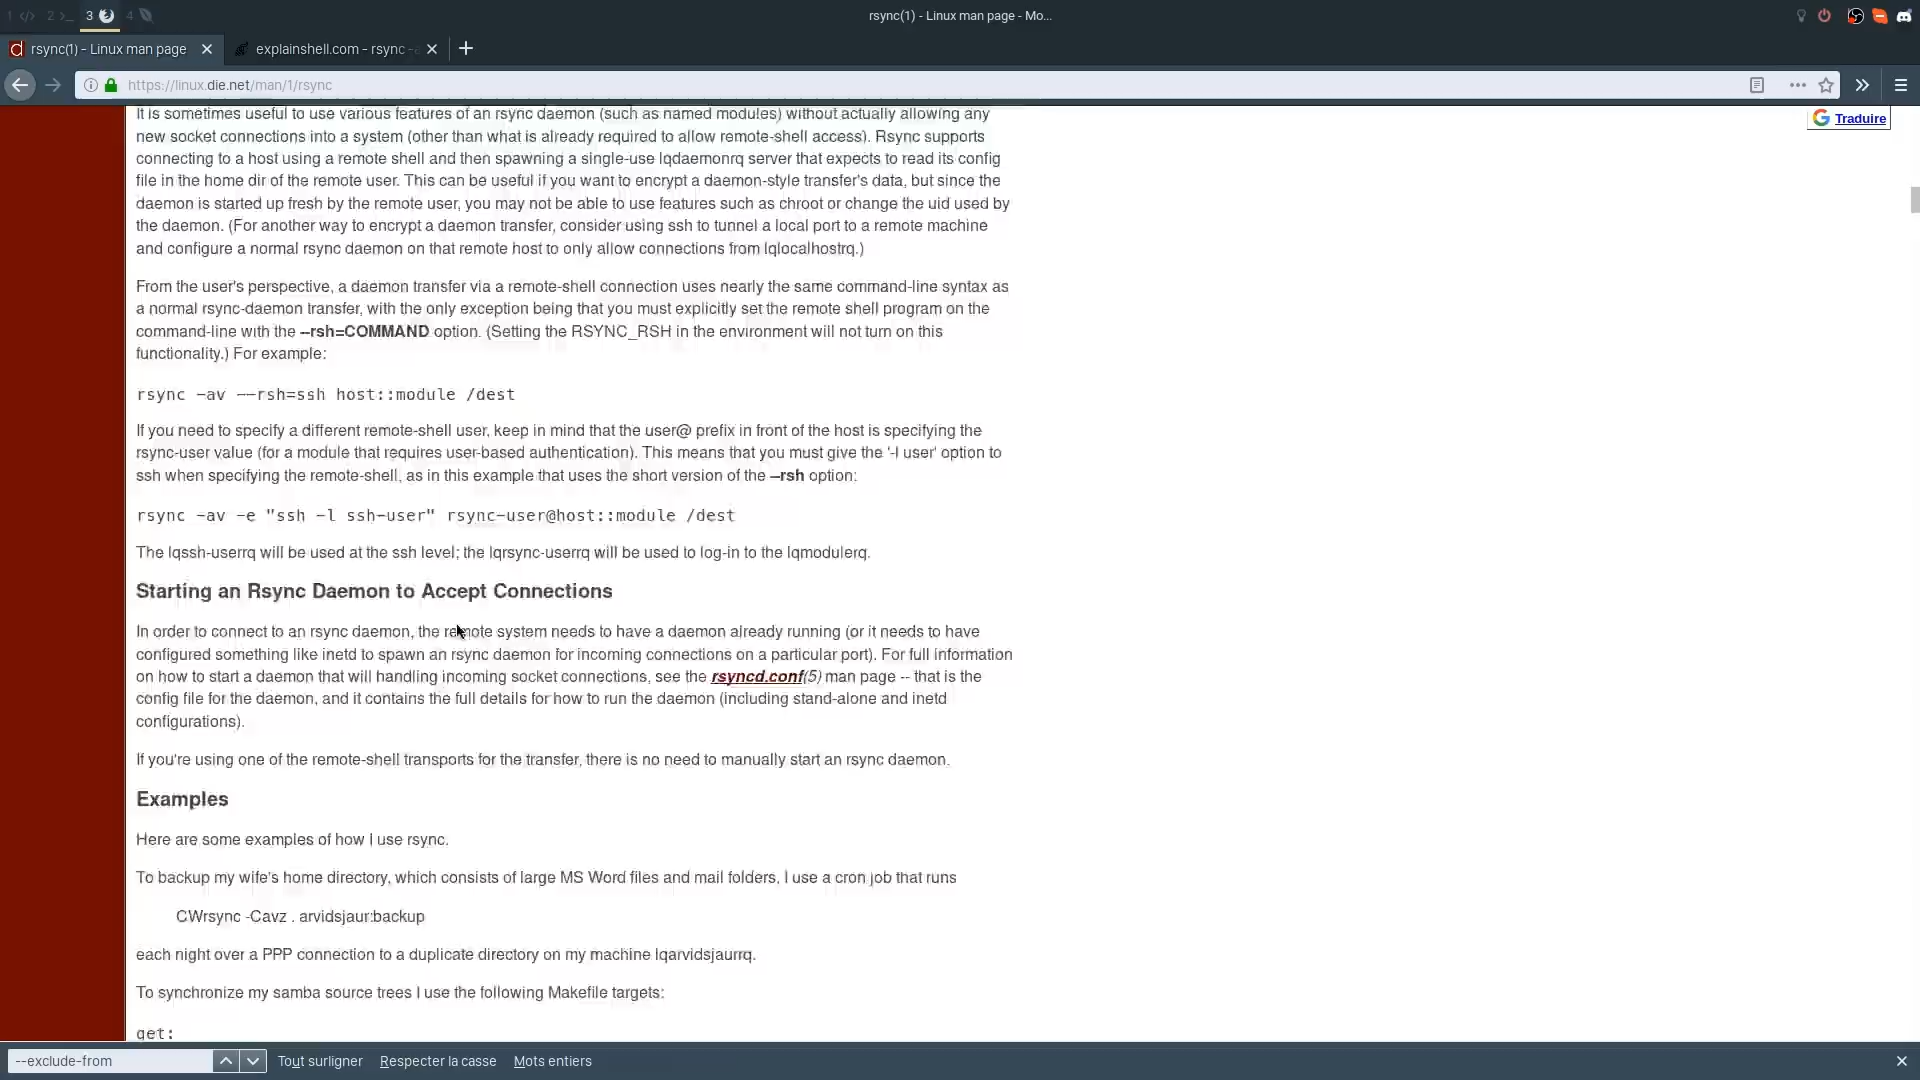 1 </> 2 >_ 3 4
rsync(1) - Linux man page - Mo...
rsync(1) - Linux man page
explainshell.com - rsync -
https://linux.die.net/man/1/rsync
Traduire
It is sometimes useful to use various features of an rsync daemon (such as named modules) without actually allowing any
new socket connections into a system (other than what is already required to allow remote-shell access). Rsync supports
connecting to a host using a remote shell and then spawning a single-use lqdaemonrq server that expects to read its config
file in the home dir of the remote user. This can be useful if you want to encrypt a daemon-style transfer's data, but since the
daemon is started up fresh by the remote user, you may not be able to use features such as chroot or change the uid used by
the daemon. (For another way to encrypt a daemon transfer, consider using ssh to tunnel a local port to a remote machine
and configure a normal rsync daemon on that remote host to only allow connections from lqlocalhostrq.)
From the user's perspective, a daemon transfer via a remote-shell connection uses nearly the same command-line syntax as
a normal rsync-daemon transfer, with the only exception being that you must explicitly set the remote shell program on the
command-line with the --rsh=COMMAND option. (Setting the RSYNC_RSH in the environment will not turn on this
functionality.) For example:
rsync -av --rsh=ssh host::module /dest
If you need to specify a different remote-shell user, keep in mind that the user@ prefix in front of the host is specifying the
rsync-user value (for a module that requires user-based authentication). This means that you must give the '-l user' option to
ssh when specifying the remote-shell, as in this example that uses the short version of the --rsh option:
rsync -av -e "ssh -l ssh-user" rsync-user@host::module /dest
The lqssh-userrq will be used at the ssh level; the lqrsync-userrq will be used to log-in to the lqmodulerq.
Starting an Rsync Daemon to Accept Connections
In order to connect to an rsync daemon, the remote system needs to have a daemon already running (or it needs to have
configured something like inetd to spawn an rsync daemon for incoming connections on a particular port). For full information
on how to start a daemon that will handling incoming socket connections, see the rsyncd.conf(5) man page -- that is the
config file for the daemon, and it contains the full details for how to run the daemon (including stand-alone and inetd
configurations).
If you're using one of the remote-shell transports for the transfer, there is no need to manually start an rsync daemon.
Examples
Here are some examples of how I use rsync.
To backup my wife's home directory, which consists of large MS Word files and mail folders, I use a cron job that runs
CWrsync -Cavz . arvidsjaur:backup
each night over a PPP connection to a duplicate directory on my machine lqarvidsjaurrq.
To synchronize my samba source trees I use the following Makefile targets:
get:
--exclude-from
Tout surligner
Respecter la casse
Mots entiers